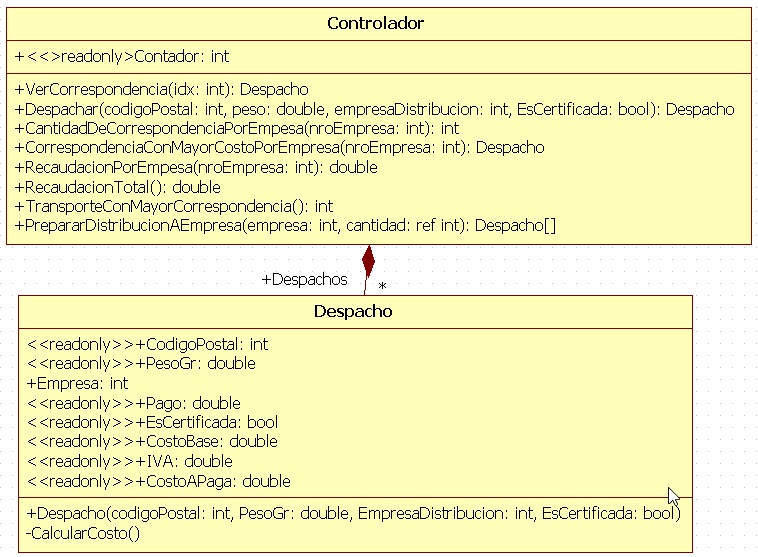 Controlador
+<<>readonly>Contador: int
+VerCorrespondencia(idx: int): Despacho
+Despachar(codigoPostal: int, peso: double, empresaDistribucion: int, EsCertificada: bool): Despacho
+CantidadDeCorrespondenciaPorEmpesa(nroEmpresa: int): int
+CorrespondenciaConMayorCostoPorEmpresa(nroEmpresa: int): Despacho
+RecaudacionPorEmpesa(nroEmpresa: int): double
+RecaudacionTotal(): double
+TransporteConMayorCorrespondencia(): int
+PrepararDistribucionAEmpresa(empresa: int, cantidad: ref int): Despacho[]
+Despachos
*
Despacho
<<readonly>>+CodigoPostal: int
<<readonly>>+PesoGr: double
+Empresa: int
<<readonly>>+Pago: double
<<readonly>>+EsCertificada: bool
<<readonly>>+CostoBase: double
<<readonly>>+IVA: double
<<readonly>>+CostoAPaga: double
+Despacho(codigoPostal: int, PesoGr: double, EmpresaDistribucion: int, EsCertificada: bool)
-CalcularCosto()